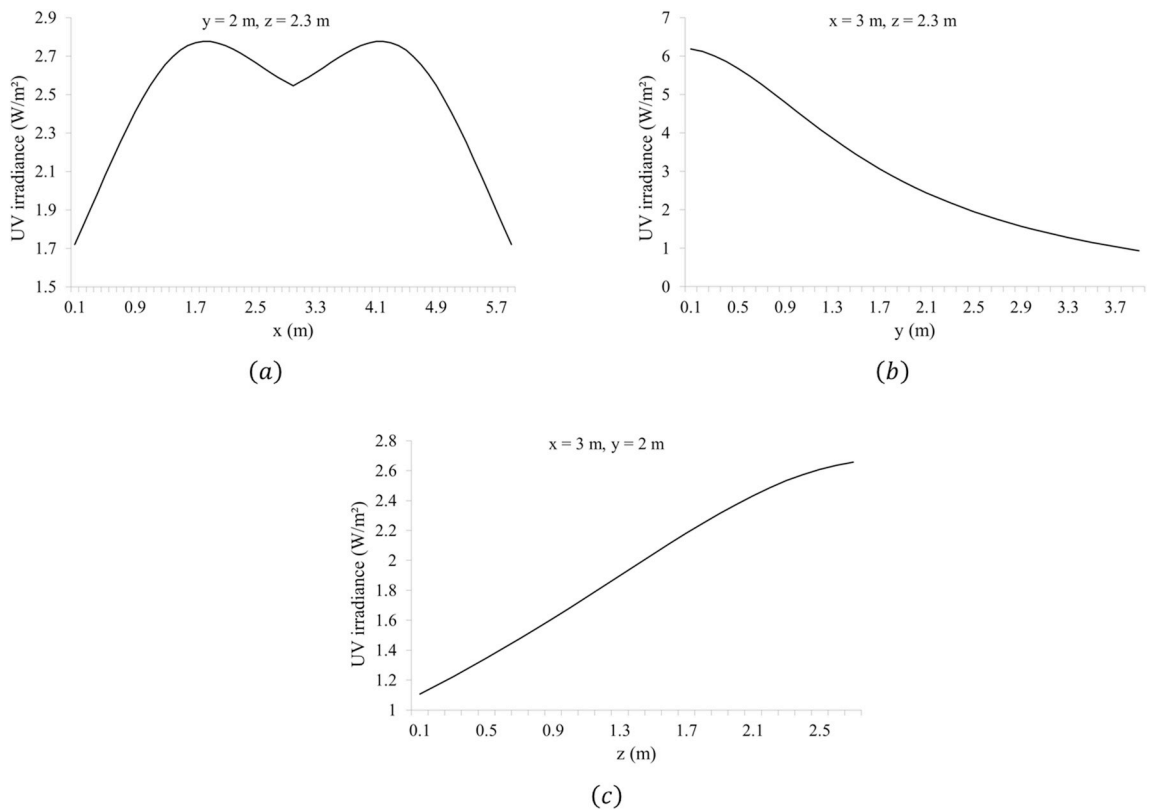 y = 2 m, z = 2.3 m
UV irradiance (W/m²)
2.9
2.7
2.5
2.3
2.1
1.9
1.7
1.5
0.1 0.9 1.7 2.5 3.3 4.1 4.9 5.7
x (m)
(a)
x = 3 m, z = 2.3 m
UV irradiance (W/m²)
7
6
5
4
3
2
1
0
0.1 0.5 0.9 1.3 1.7 2.1 2.5 2.9 3.3 3.7
y (m)
(b)
x = 3 m, y = 2 m
UV irradiance (W/m²)
2.8
2.6
2.4
2.2
2
1.8
1.6
1.4
1.2
1
0.1 0.5 0.9 1.3 1.7 2.1 2.5
z (m)
(c)